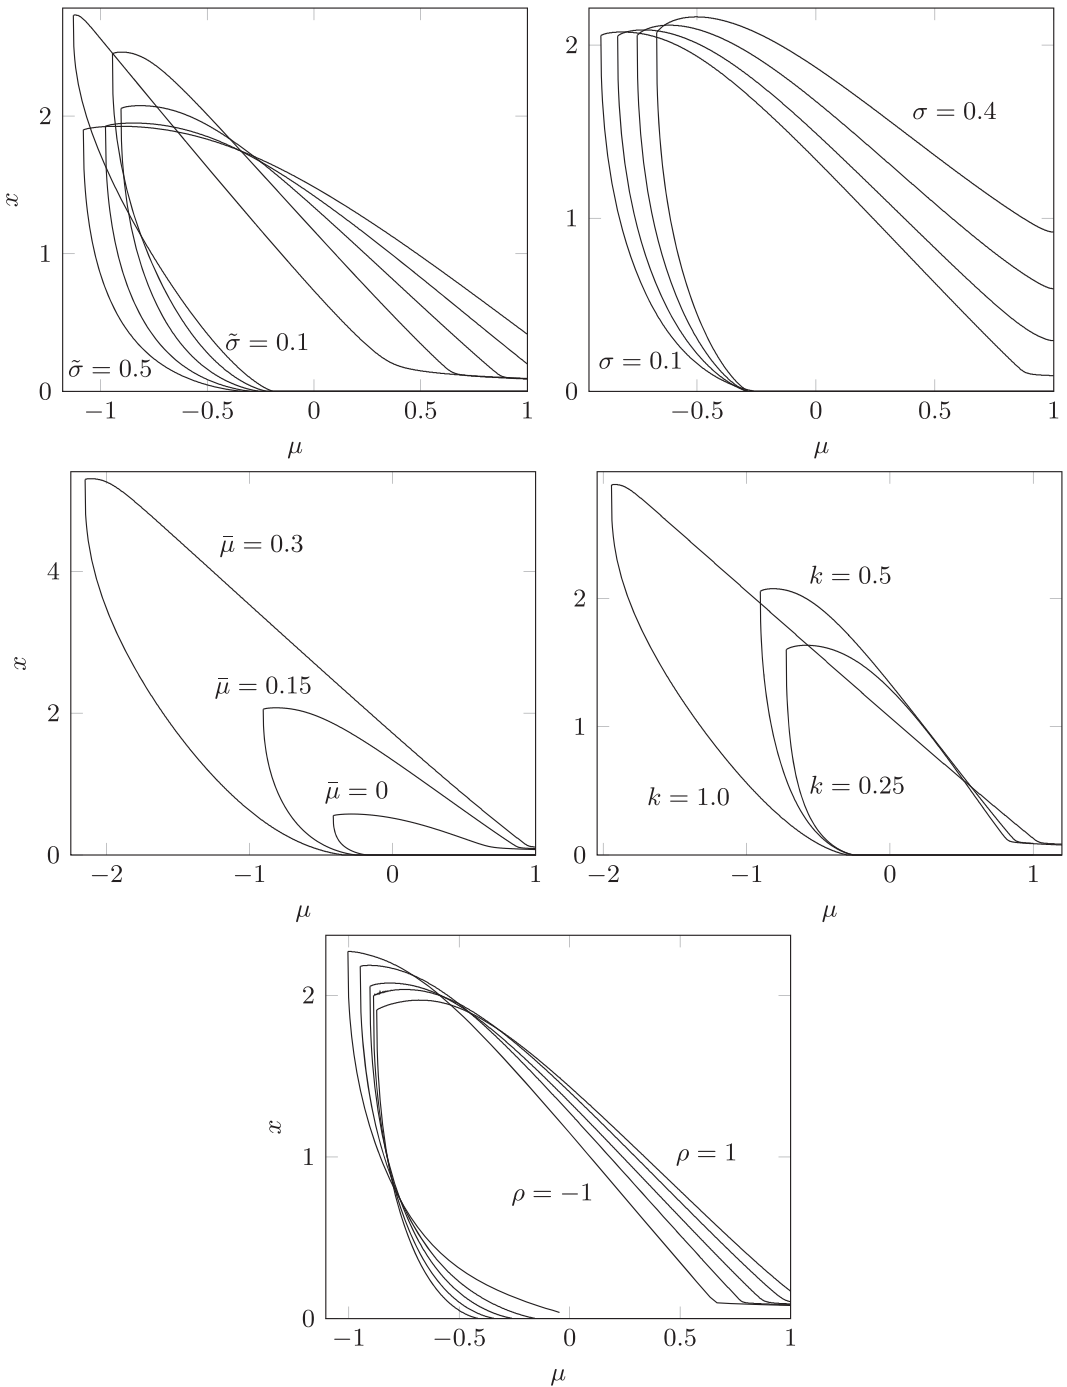 2
1
0
x
σ̃ = 0.1
σ̃ = 0.5
−1 −0.5 0 0.5 1
μ
2
1
0
σ = 0.4
σ = 0.1
−0.5 0 0.5 1
μ
4
2
0
x
μ̄ = 0.3
μ̄ = 0.15
μ̄ = 0
−2 −1 0 1
μ
2
1
0
k = 0.5
k = 0.25
k = 1.0
−2 −1 0 1
μ
2
1
0
x
ρ = 1
ρ = −1
−1 −0.5 0 0.5 1
μ